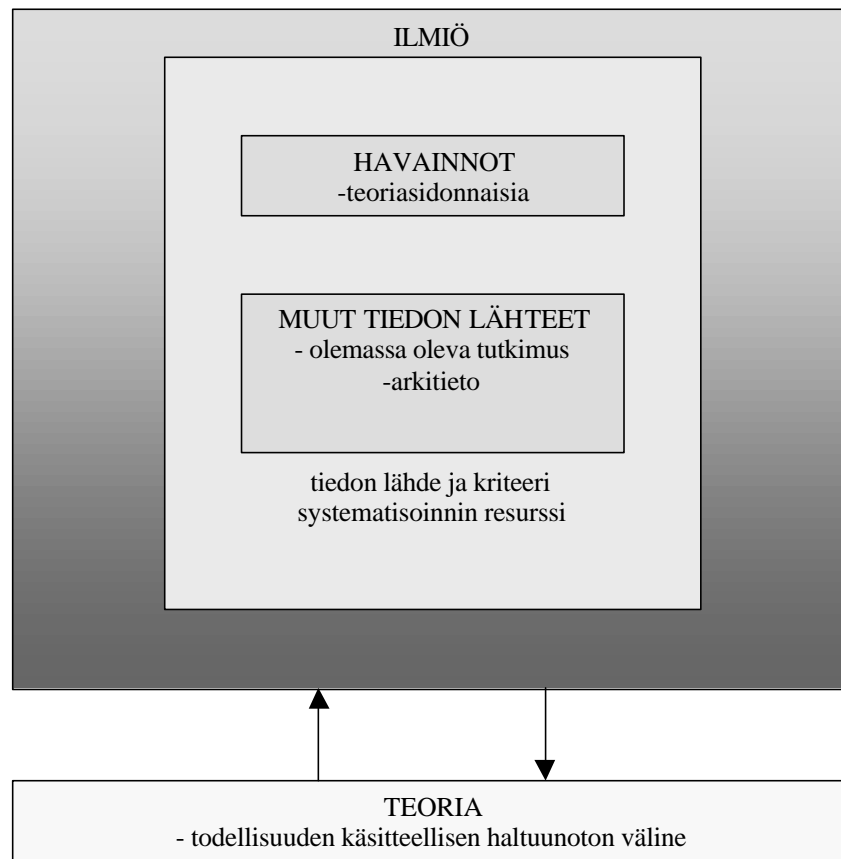 ILMIÖ
HAVAINNOT
-teoriasidonnaisia
MUUT TIEDON LÄHTEET
- olemassa oleva tutkimus
-arkitieto
tiedon lähde ja kriteeri
systematisoinnin resurssi
TEORIA
- todellisuuden käsitteellisen haltuunoton väline